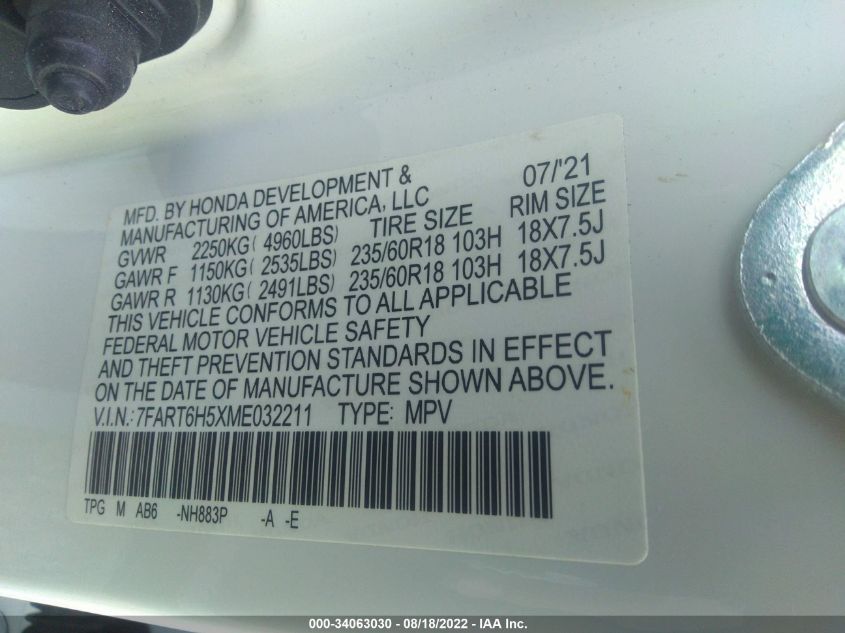 MFD. BY HONDA DEVELOPMENT & 07/'21
MANUFACTURING OF AMERICA, LLC
GVWR 2250KG( 4960LBS) TIRE SIZE RIM SIZE
GAWR F 1150KG( 2535LBS) 235/60R18 103H 18X7.5J
GAWR R 1130KG( 2491LBS) 235/60R18 103H 18X7.5J
THIS VEHICLE CONFORMS TO ALL APPLICABLE
FEDERAL MOTOR VEHICLE SAFETY
AND THEFT PREVENTION STANDARDS IN EFFECT
ON THE DATE OF MANUFACTURE SHOWN ABOVE.
V.I.N.: 7FART6H5XME032211 TYPE: MPV
TPG M AB6 -NH883P -A -E
000-34063030 - 08/18/2022 - IAA Inc.